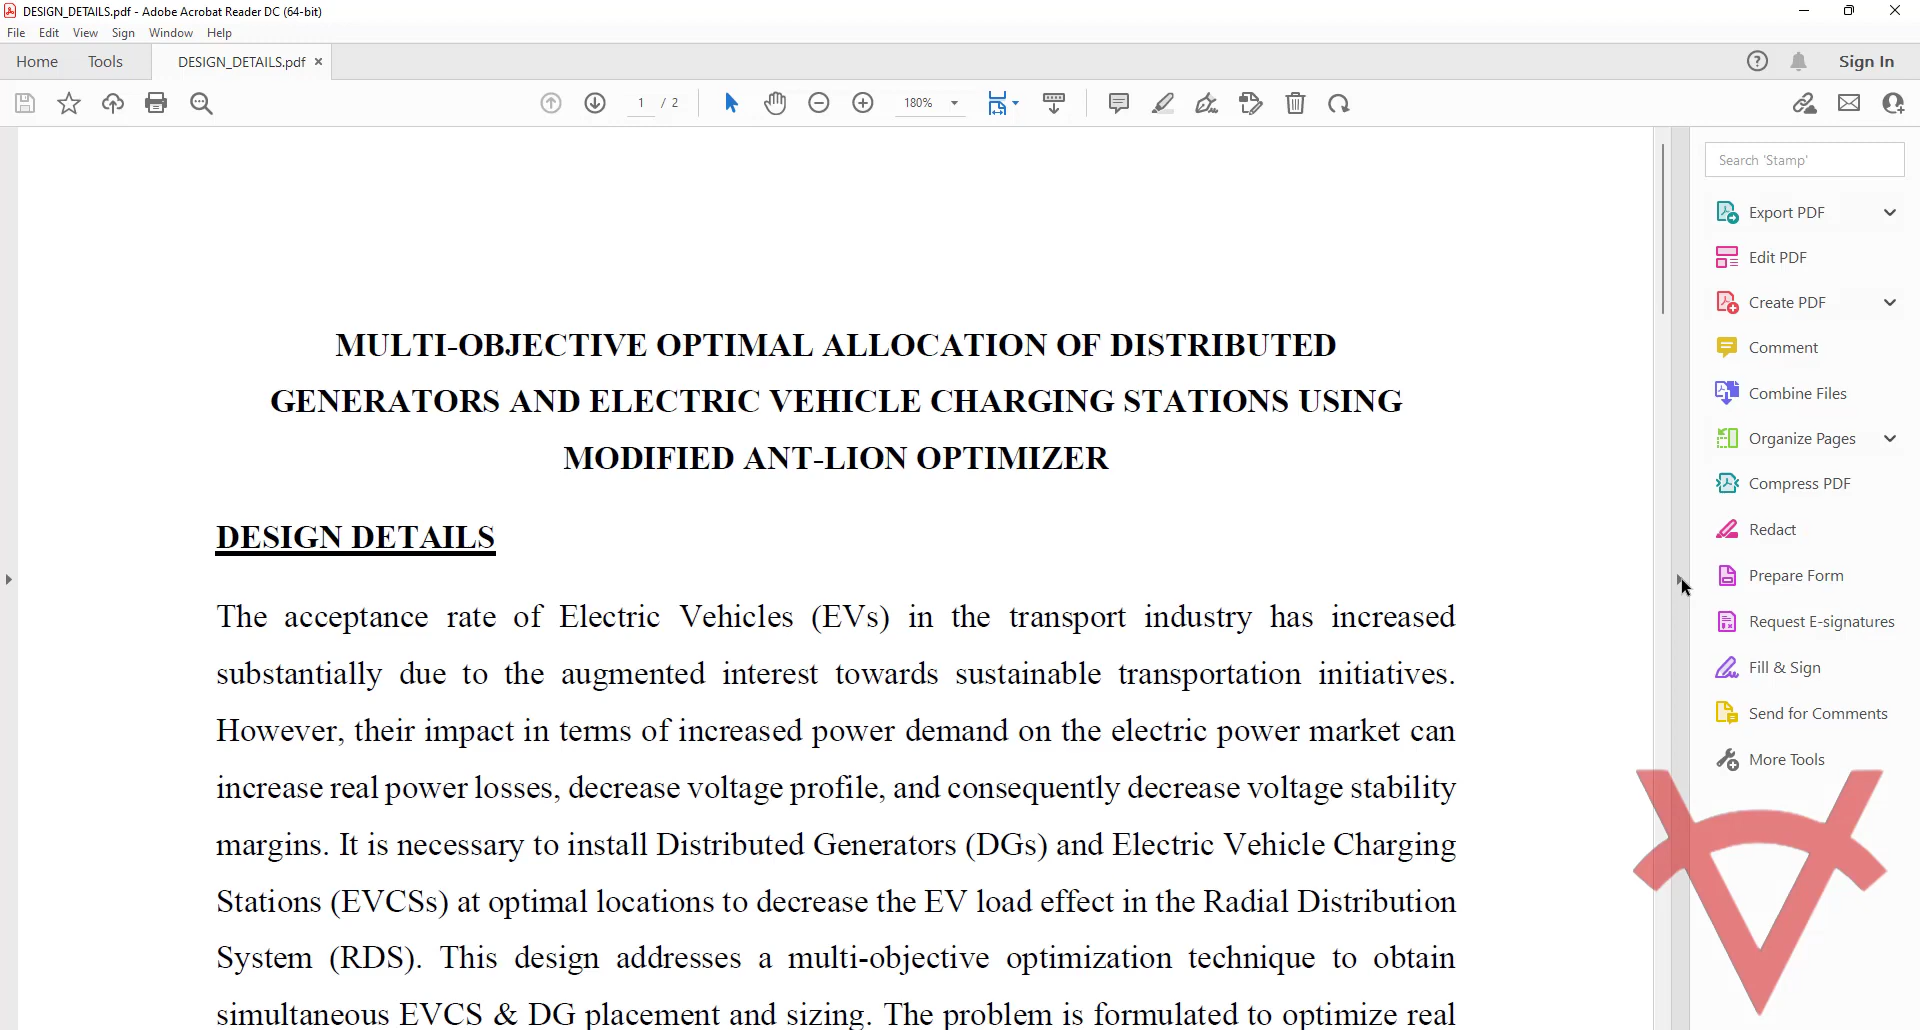 DESIGN_DETAILS.pdf - Adobe Acrobat Reader DC (64-bit)
File Edit View Sign Window Help
Home Tools DESIGN_DETAILS.pdf Sign In
1 / 2 180%
Search 'Stamp'
Export PDF
Edit PDF
Create PDF
Comment
Combine Files
Organize Pages
Compress PDF
Redact
Prepare Form
Request E-signatures
Fill & Sign
Send for Comments
More Tools
MULTI-OBJECTIVE OPTIMAL ALLOCATION OF DISTRIBUTED
GENERATORS AND ELECTRIC VEHICLE CHARGING STATIONS USING
MODIFIED ANT-LION OPTIMIZER
DESIGN DETAILS
The acceptance rate of Electric Vehicles (EVs) in the transport industry has increased
substantially due to the augmented interest towards sustainable transportation initiatives.
However, their impact in terms of increased power demand on the electric power market can
increase real power losses, decrease voltage profile, and consequently decrease voltage stability
margins. It is necessary to install Distributed Generators (DGs) and Electric Vehicle Charging
Stations (EVCSs) at optimal locations to decrease the EV load effect in the Radial Distribution
System (RDS). This design addresses a multi-objective optimization technique to obtain
simultaneous EVCS & DG placement and sizing. The problem is formulated to optimize real